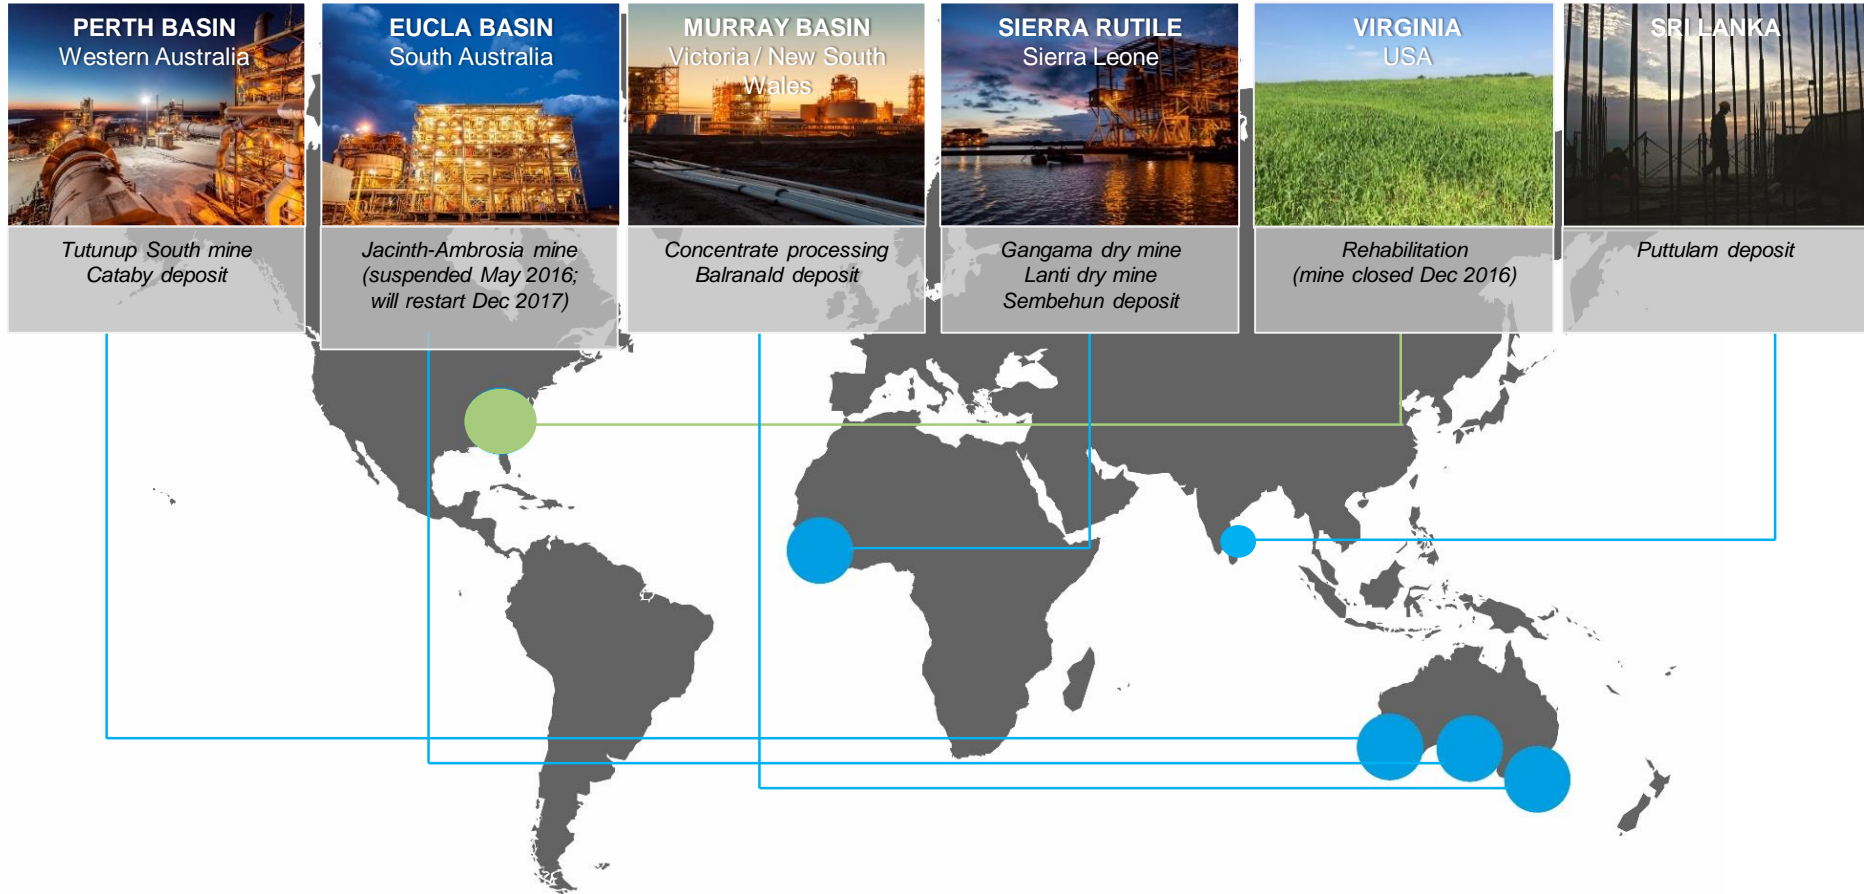 PERTH BASIN
Western Australia
EUCLA BASIN
South Australia
MURRAY BASIN
Victoria / New South
Wales
SIERRA RUTILE
Sierra Leone
VIRGINIA
USA
SRI LANKA
Tutunup South mine
Cataby deposit
Jacinth-Ambrosia mine
(suspended May 2016;
will restart Dec 2017)
Concentrate processing
Balranald deposit
Gangama dry mine
Lanti dry mine
Sembehun deposit
Rehabilitation
(mine closed Dec 2016)
Puttulam deposit